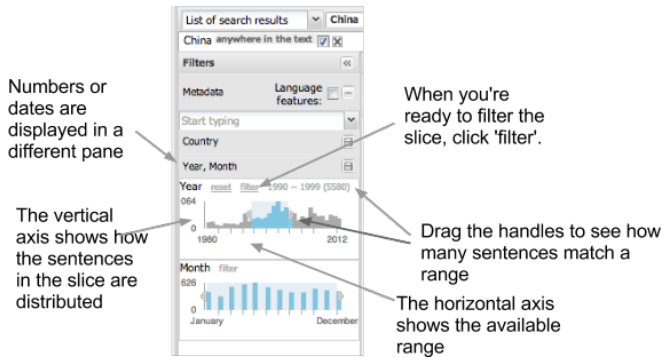 List of search results
China
China anywhere in the text
Filters
Metadata
Language
features:
Start typing
Country
Year, Month
Year reset filter 1990 -- 1999 (5580)
064
0
1980 2012
Month filter
626
0
January December
Numbers or
dates are
displayed in a
different pane
The vertical
axis shows how
the sentences
in the slice are
distributed
When you're
ready to filter the
slice, click 'filter'.
Drag the handles to see how
many sentences match a
range
The horizontal axis
shows the available
range